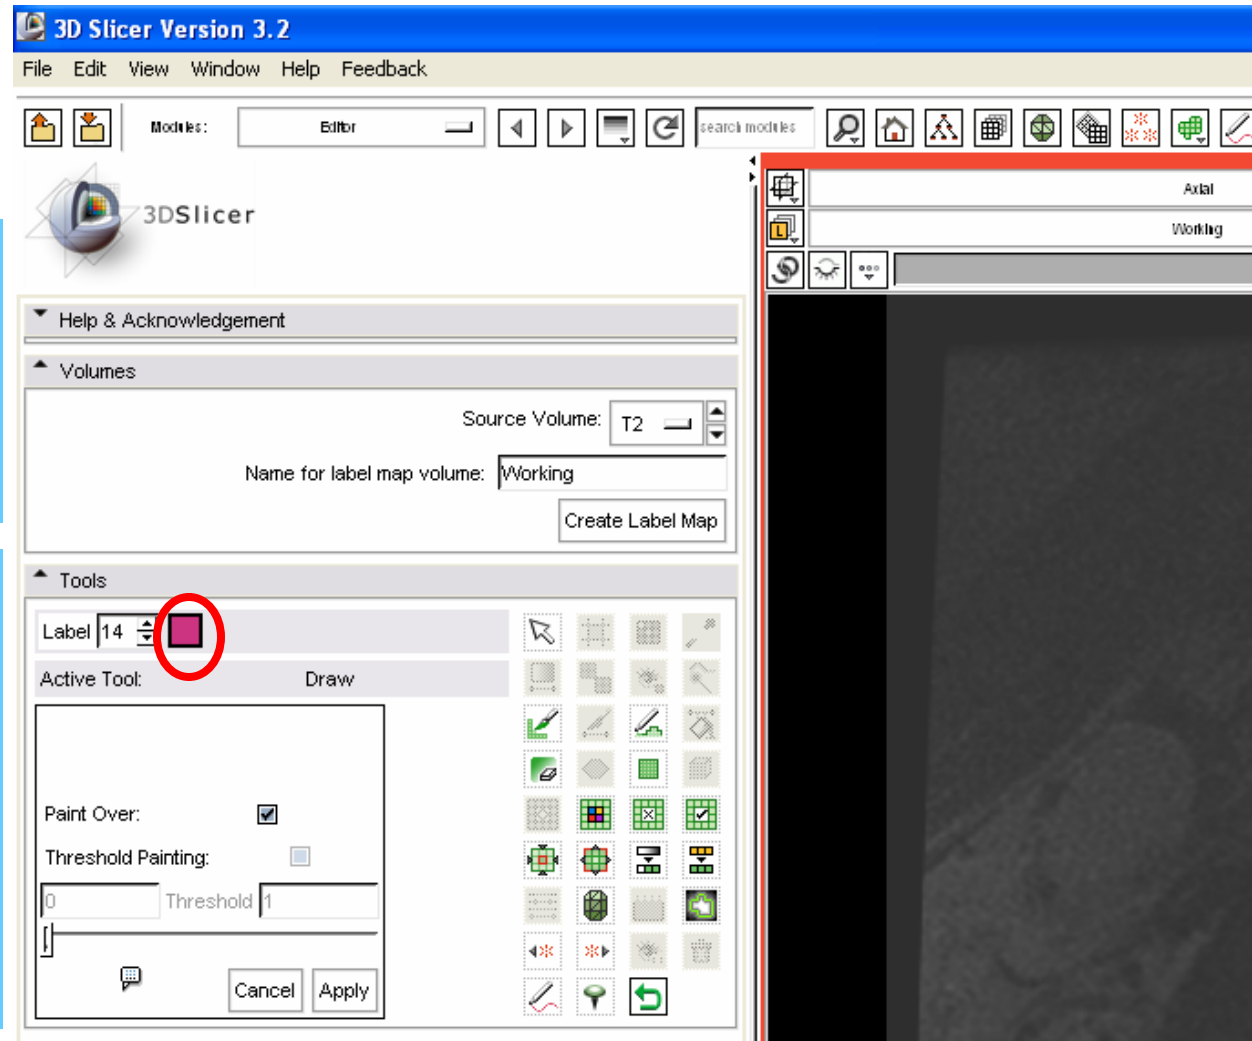 3D Slicer Version 3.2
File Edit View Window Help Feedback
Modules: Editor search modules
3DSlicer
Axial
Working
Help & Acknowledgement
Volumes
Source Volume: T2
Name for label map volume: Working
Create Label Map
Tools
Label 14
Active Tool: Draw
Paint Over:
Threshold Painting:
0 Threshold 1
Cancel Apply